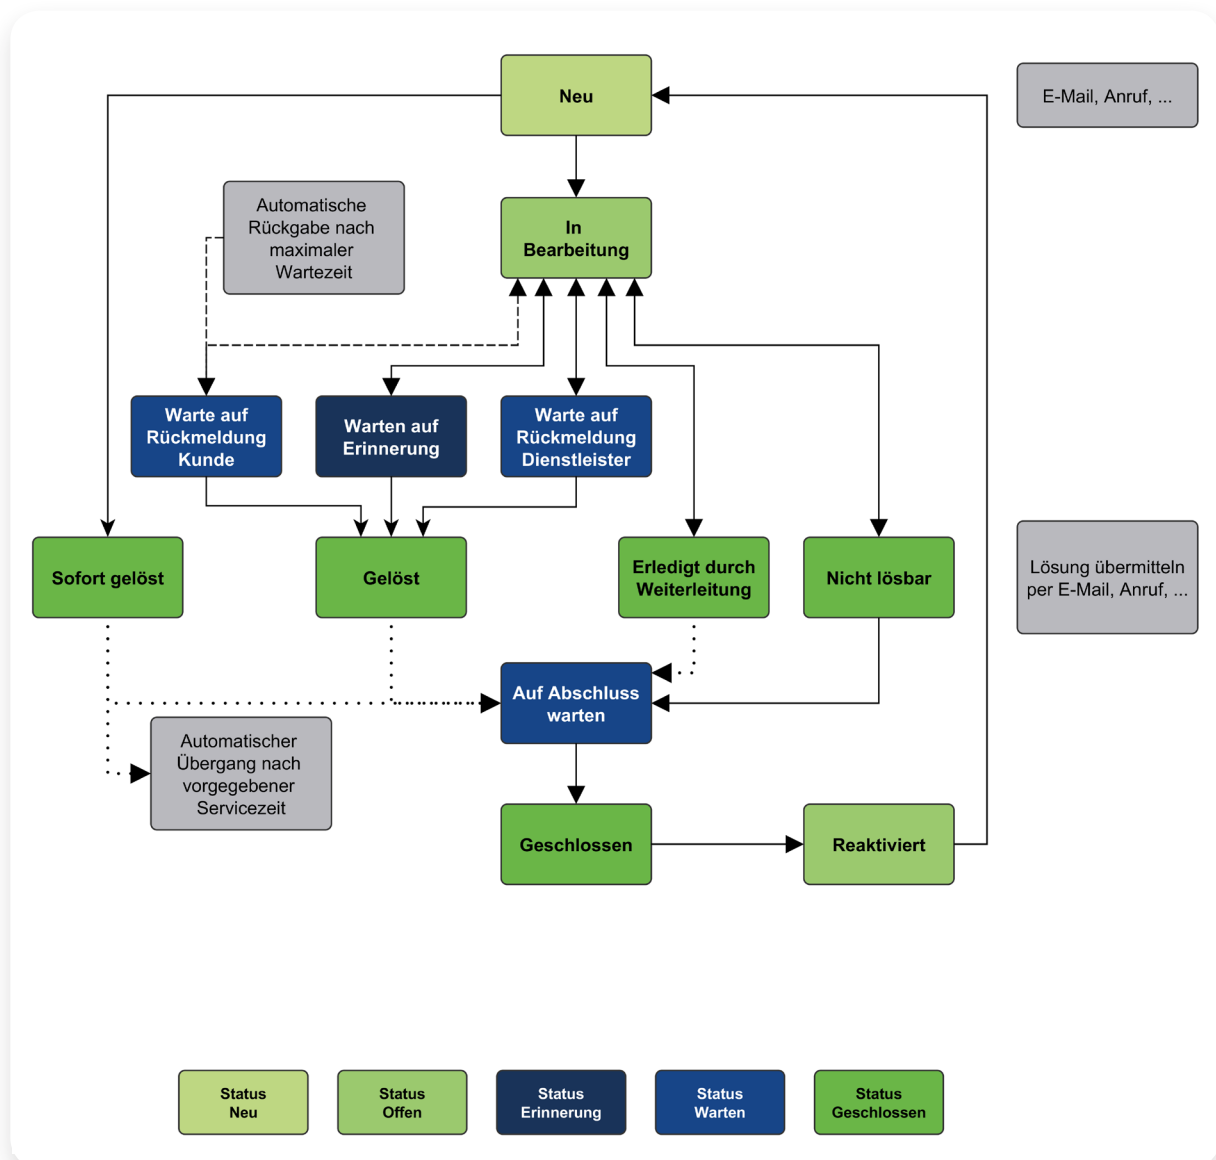 Neu
E-Mail, Anruf, ...
Automatische
Rückgabe nach
maximaler
Wartezeit
In
Bearbeitung
Warte auf
Rückmeldung
Kunde
Warten auf
Erinnerung
Warte auf
Rückmeldung
Dienstleister
Sofort gelöst
Gelöst
Erledigt durch
Weiterleitung
Nicht lösbar
Lösung übermitteln
per E-Mail, Anruf, ...
Auf Abschluss
warten
Automatischer
Übergang nach
vorgegebener
Servicezeit
Geschlossen
Reaktiviert
Status
Neu
Status
Offen
Status
Erinnerung
Status
Warten
Status
Geschlossen